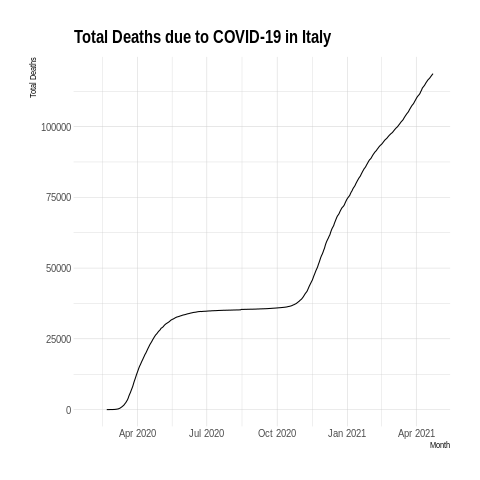 Total Deaths due to COVID-19 in Italy
Total Deaths
100000
75000
50000
25000
0
Apr 2020 Jul 2020 Oct 2020 Jan 2021 Apr 2021
Month